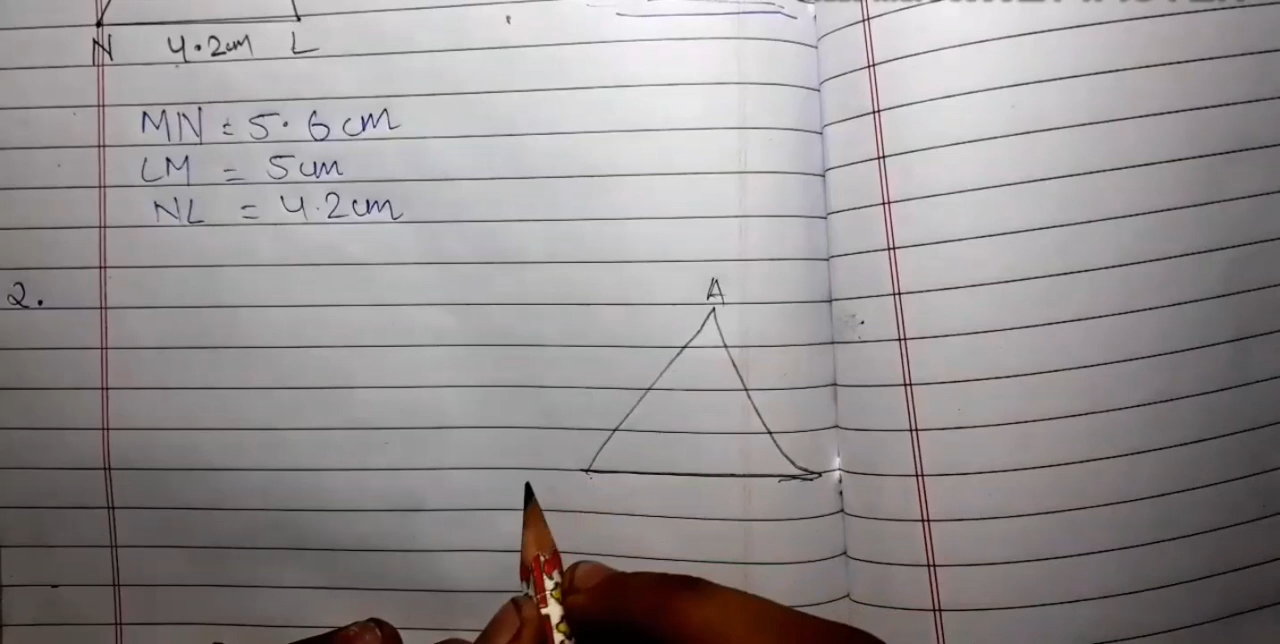 N 4.2cm L
MN = 5.6cm
LM = 5cm
NL = 4.2cm
2.
A